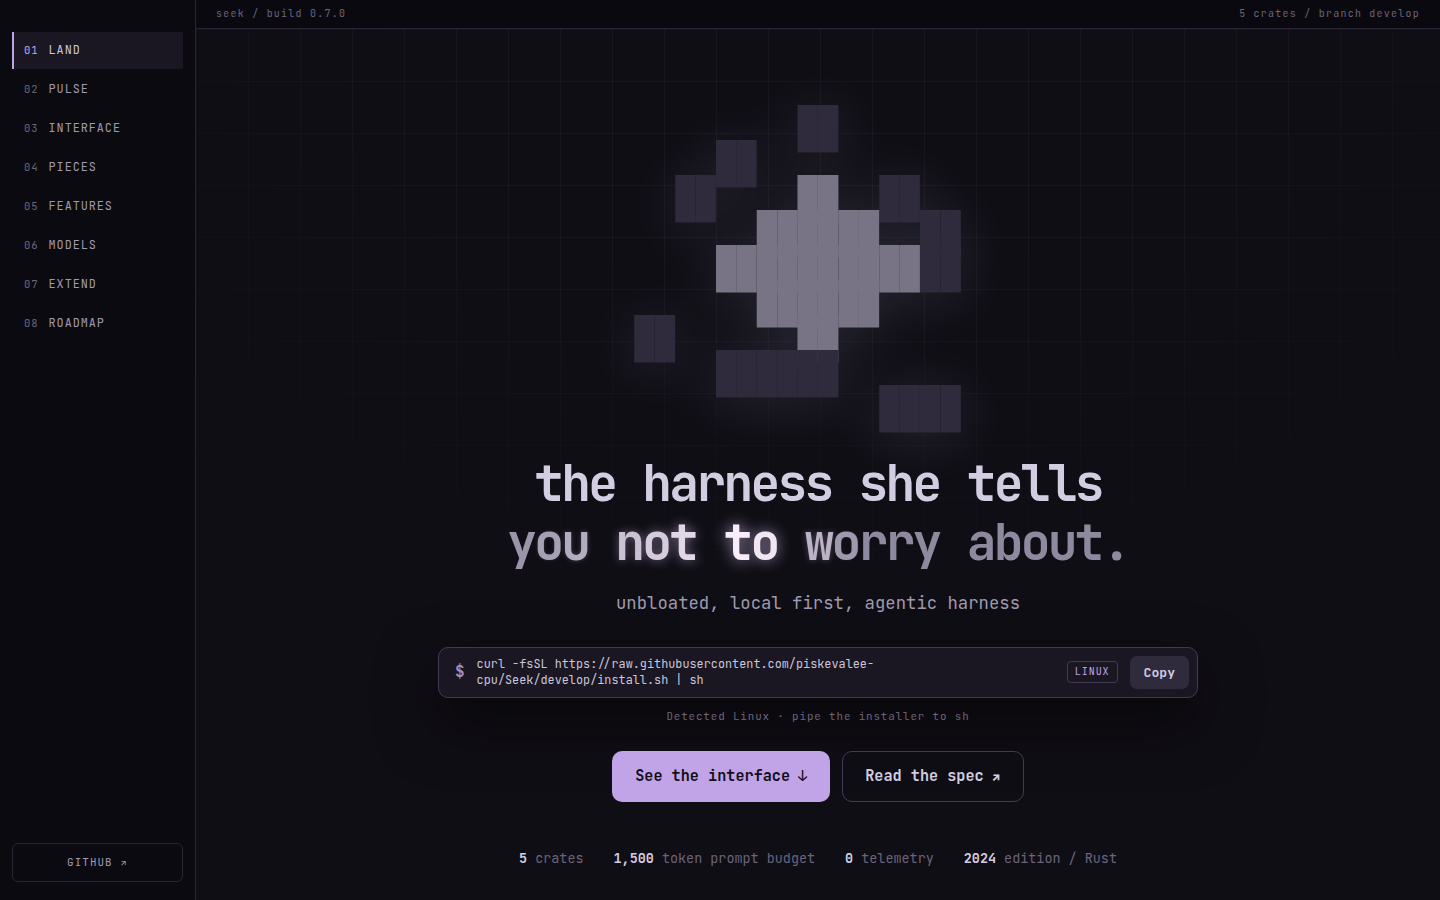 seek / build 0.7.0
5 crates / branch develop
01 LAND
02 PULSE
03 INTERFACE
04 PIECES
05 FEATURES
06 MODELS
07 EXTEND
08 ROADMAP
GITHUB ↗
the harness she tells
you not to worry about.
unbloated, local first, agentic harness
$ curl -fsSL https://raw.githubusercontent.com/piskevalee-
cpu/Seek/develop/install.sh | sh
LINUX
Copy
Detected Linux · pipe the installer to sh
See the interface ↓
Read the spec ↗
5 crates
1,500 token prompt budget
0 telemetry
2024 edition / Rust